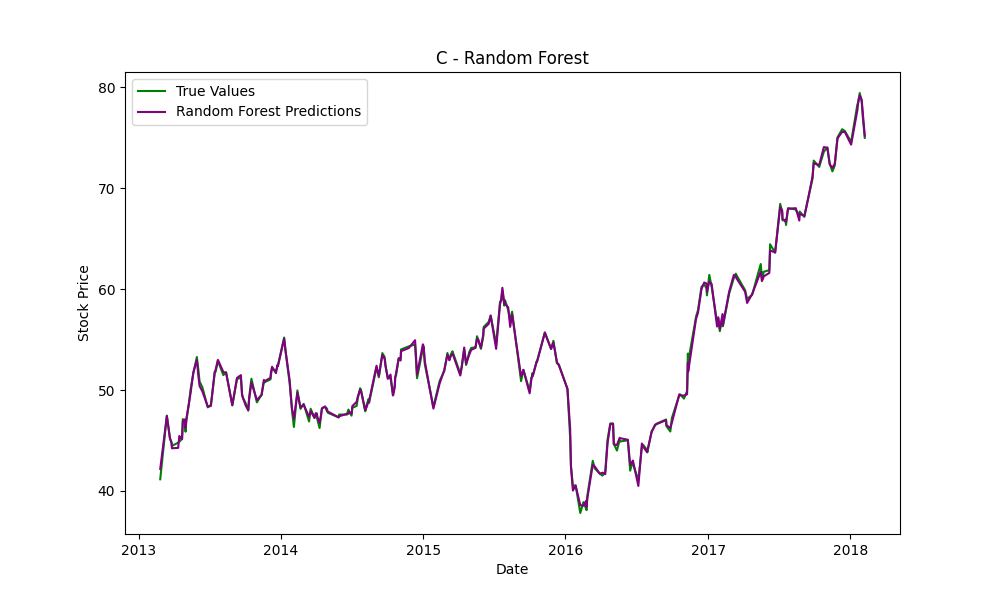 C - Random Forest
True Values
Random Forest Predictions
80
70
60
50
40
Stock Price
2013 2014 2015 2016 2017 2018
Date